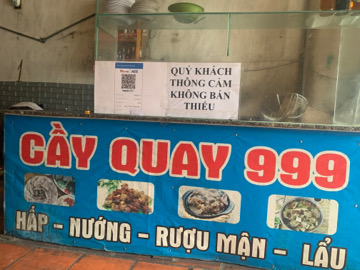 QUÝ KHÁCH
THÔNG CẢM
KHÔNG BÁN
THIẾU
CẦY QUAY 999
HẤP - NƯỚNG - RƯỢU MẬN - LẨU